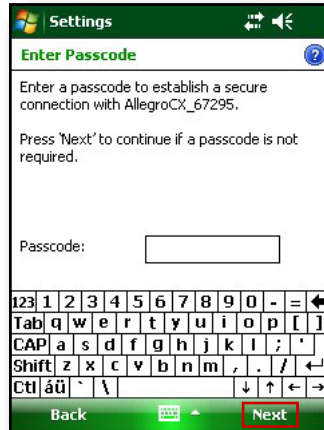 Settings
Enter Passcode
?
Enter a passcode to establish a secure
connection with AllegroCX_67295.
Press 'Next' to continue if a passcode is not
required.
Passcode:
123 1 2 3 4 5 6 7 8 9 0 - =
Tab q w e r t y u i o p [ ]
CAP a s d f g h j k l ; '
Shift z x c v b n m , . /
Ctl áü ` \
Back Next